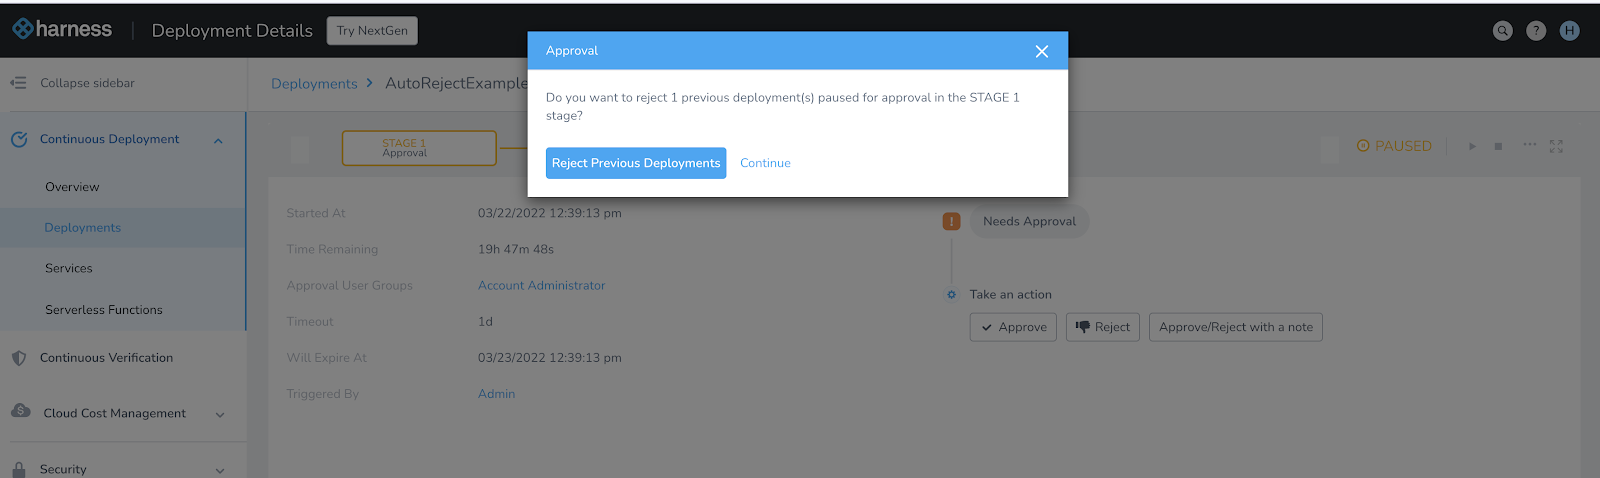 harness
Deployment Details
Try NextGen
?
H
Collapse sidebar
Deployments > AutoRejectExample
Continuous Deployment
Overview
Deployments
Services
Serverless Functions
Continuous Verification
Cloud Cost Management
Security
Approval
Do you want to reject 1 previous deployment(s) paused for approval in the STAGE 1
stage?
Reject Previous Deployments
Continue
STAGE 1
Approval
PAUSED
Started At 03/22/2022 12:39:13 pm
Time Remaining 19h 47m 48s
Approval User Groups Account Administrator
Timeout 1d
Will Expire At 03/23/2022 12:39:13 pm
Triggered By Admin
! Needs Approval
Take an action
Approve
Reject
Approve/Reject with a note